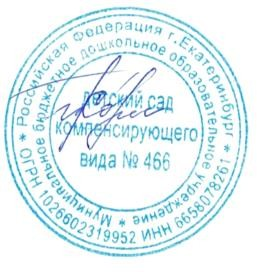 * Российская Федерация г.Екатеринбург *
ОГРН 1026602319952 ИНН 6658078261
* Муниципальное бюджетное дошкольное образовательное учреждение
детский сад
компенсирующего
вида № 466